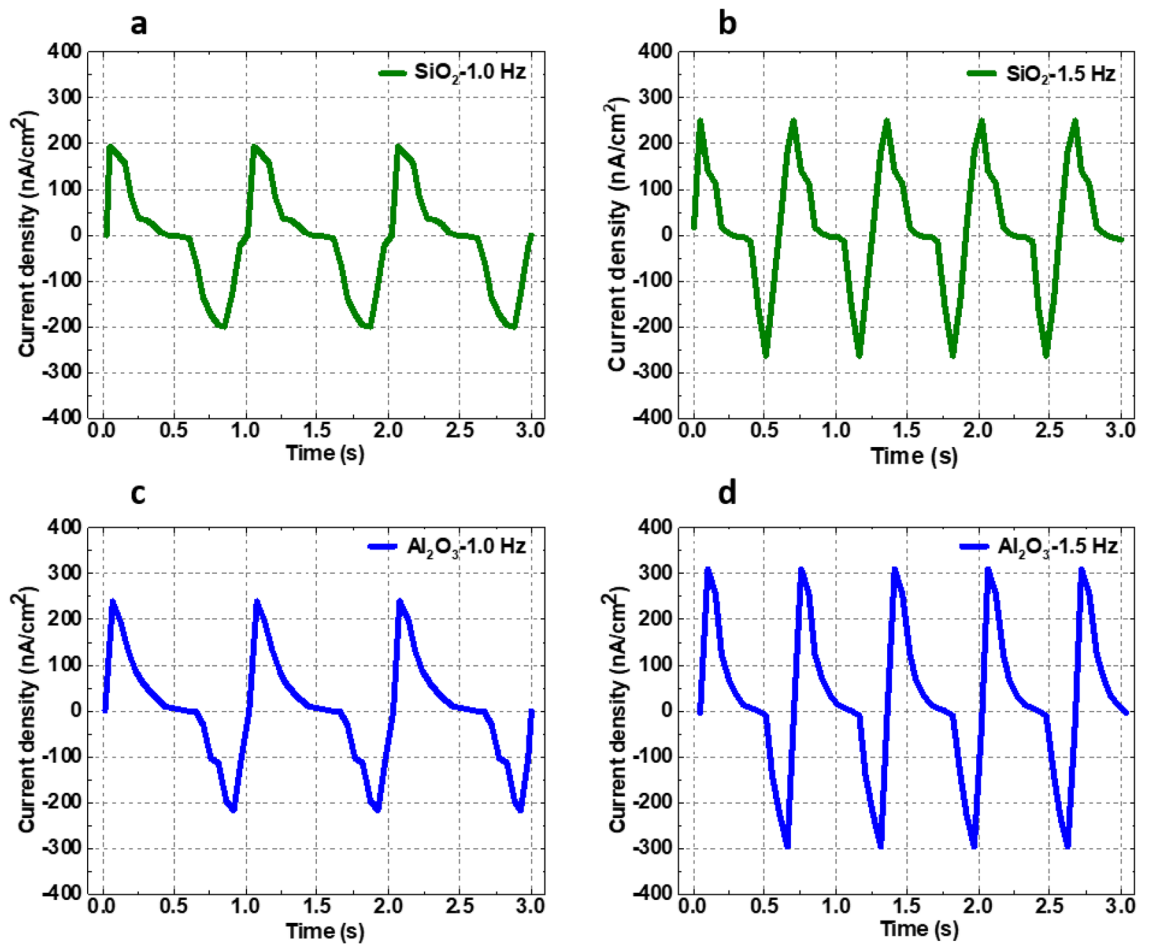 a
SiO₂-1.0 Hz
Current density (nA/cm²)
400
300
200
100
0
-100
-200
-300
-400
0.0 0.5 1.0 1.5 2.0 2.5 3.0
Time (s)
b
SiO₂-1.5 Hz
Current density (nA/cm²)
400
300
200
100
0
-100
-200
-300
-400
0.0 0.5 1.0 1.5 2.0 2.5 3.0
Time (s)
c
Al₂O₃-1.0 Hz
Current density (nA/cm²)
400
300
200
100
0
-100
-200
-300
-400
0.0 0.5 1.0 1.5 2.0 2.5 3.0
Time (s)
d
Al₂O₃-1.5 Hz
Current density (nA/cm²)
400
300
200
100
0
-100
-200
-300
-400
0.0 0.5 1.0 1.5 2.0 2.5 3.0
Time (s)